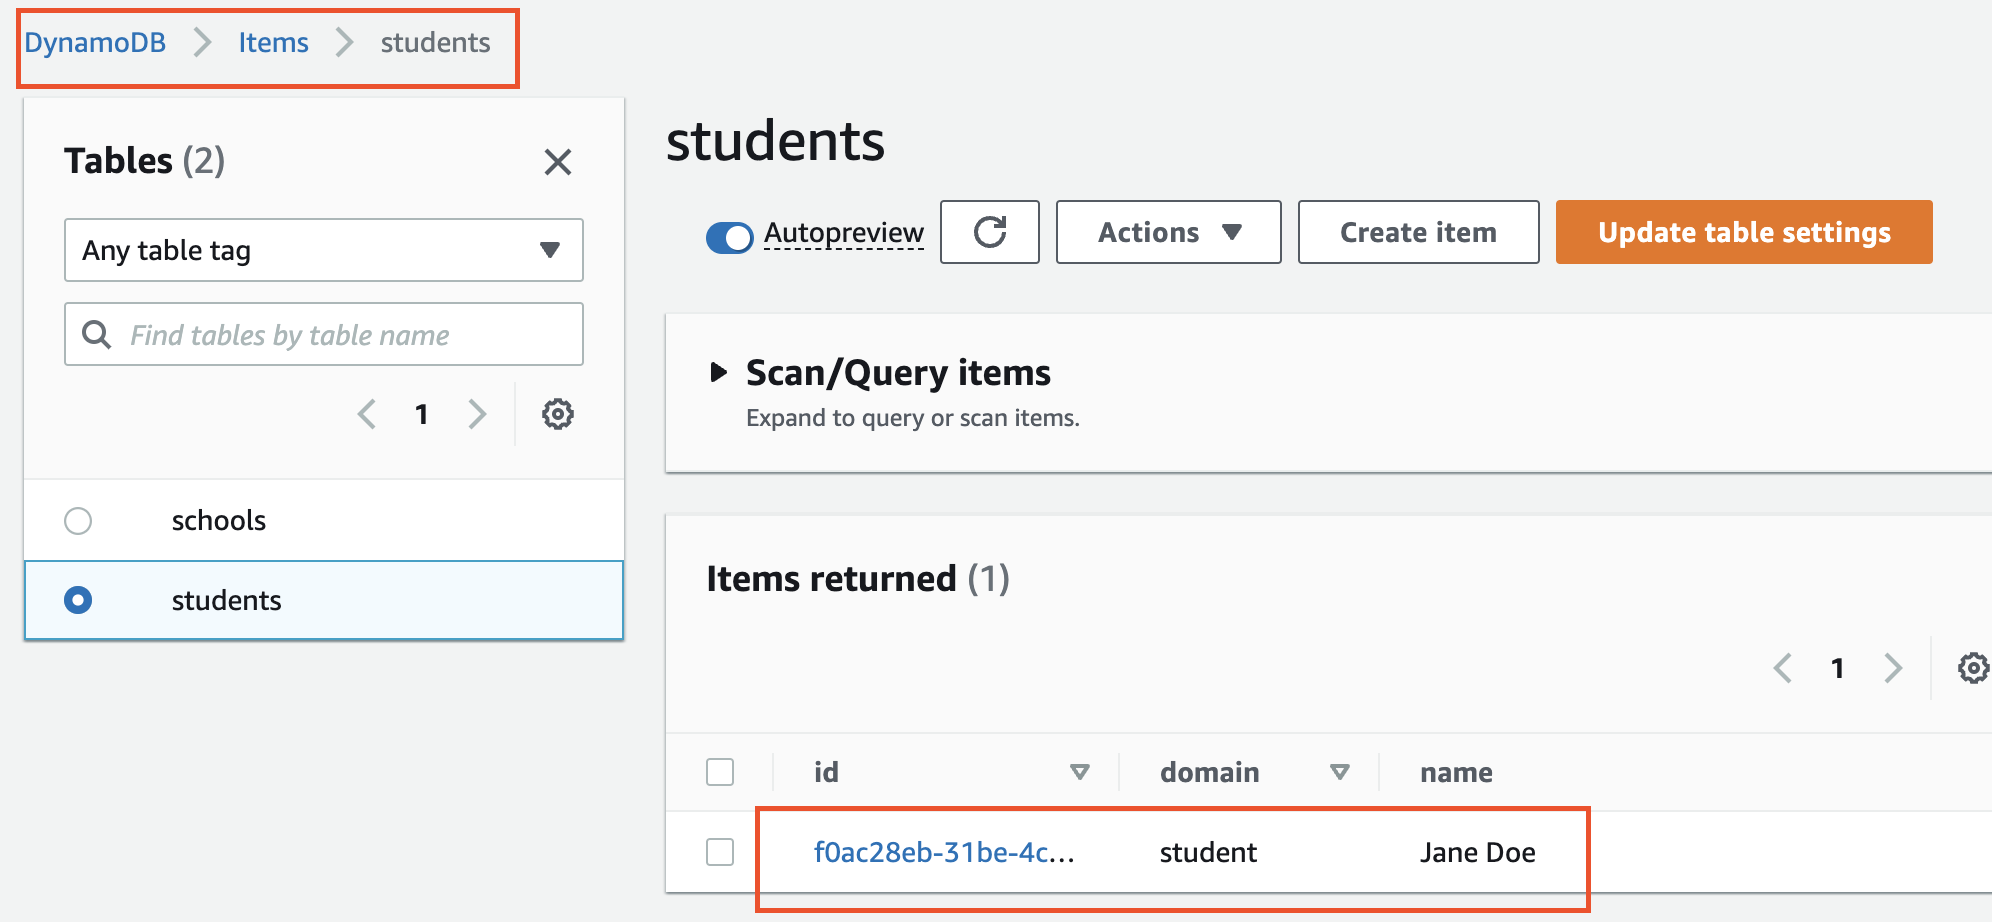 DynamoDB Items students
Tables (2)
Any table tag
Find tables by table name
1
schools
students
students
Autopreview Actions Create item Update table settings
Scan/Query items
Expand to query or scan items.
Items returned (1)
1
id domain name
f0ac28eb-31be-4c... student Jane Doe